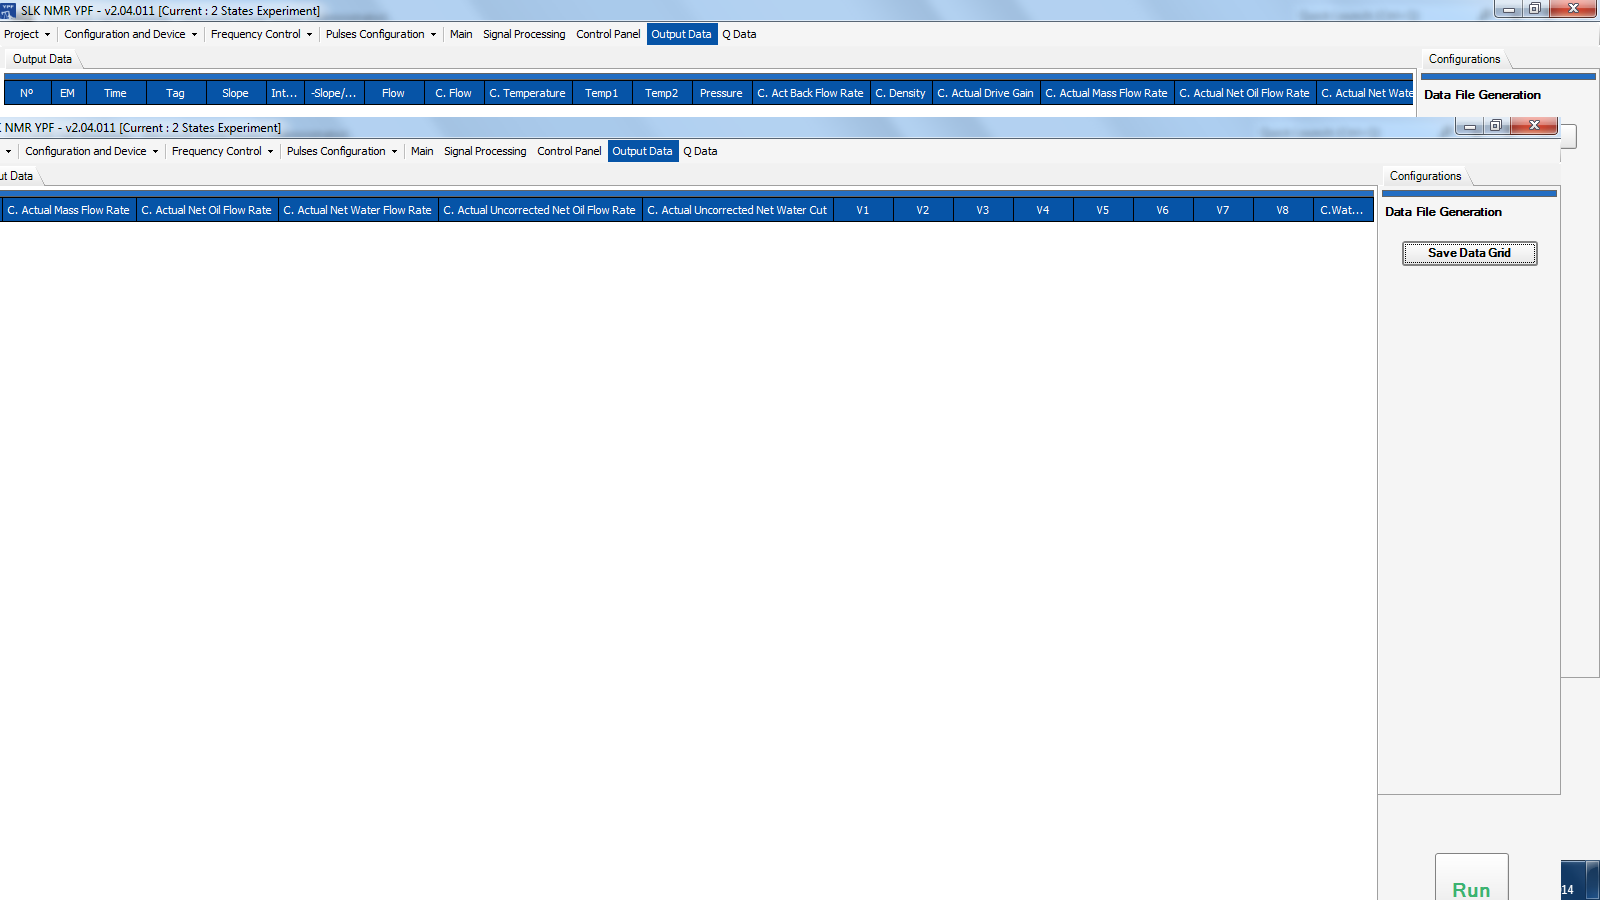 YPF SLK NMR YPF - v2.04.011 [Current : 2 States Experiment]
Project Configuration and Device Frequency Control Pulses Configuration Main Signal Processing Control Panel Output Data Q Data
Output Data Configurations
Nº EM Time Tag Slope Int... -Slope/... Flow C. Flow C. Temperature Temp1 Temp2 Pressure C. Act Back Flow Rate C. Density C. Actual Drive Gain C. Actual Mass Flow Rate C. Actual Net Oil Flow Rate C. Actual Net Wate
Data File Generation
NMR YPF - v2.04.011 [Current : 2 States Experiment]
Configuration and Device Frequency Control Pulses Configuration Main Signal Processing Control Panel Output Data Q Data
ut Data Configurations
C. Actual Mass Flow Rate C. Actual Net Oil Flow Rate C. Actual Net Water Flow Rate C. Actual Uncorrected Net Oil Flow Rate C. Actual Uncorrected Net Water Cut V1 V2 V3 V4 V5 V6 V7 V8 C.Wat...
Data File Generation
Save Data Grid
Run
14